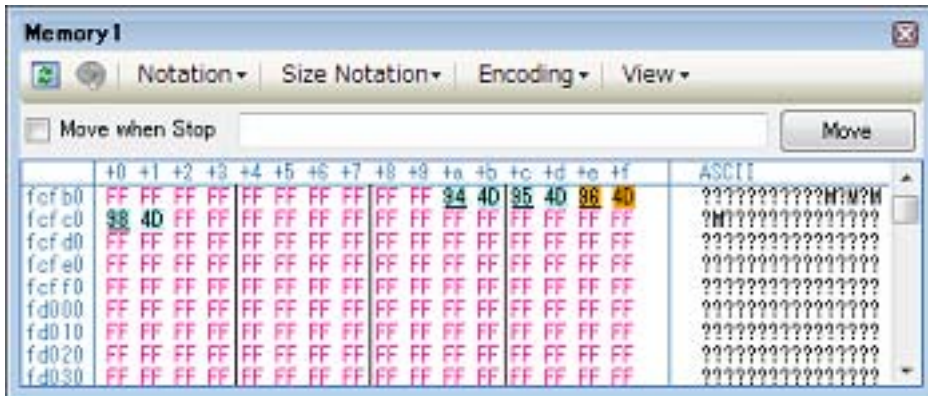 Memory1
Notation Size Notation Encoding View
Move when Stop Move
+0 +1 +2 +3 +4 +5 +6 +7 +8 +9 +a +b +c +d +e +f ASCII
fcfb0 FF FF FF FF FF FF FF FF FF FF 94 4D 95 4D 96 4D ???????????M?M?M
fcfc0 98 4D FF FF FF FF FF FF FF FF FF FF FF FF FF FF ?M??????????????
fcfd0 FF FF FF FF FF FF FF FF FF FF FF FF FF FF FF FF ????????????????
fcfe0 FF FF FF FF FF FF FF FF FF FF FF FF FF FF FF FF ????????????????
fcff0 FF FF FF FF FF FF FF FF FF FF FF FF FF FF FF FF ????????????????
fd000 FF FF FF FF FF FF FF FF FF FF FF FF FF FF FF FF ????????????????
fd010 FF FF FF FF FF FF FF FF FF FF FF FF FF FF FF FF ????????????????
fd020 FF FF FF FF FF FF FF FF FF FF FF FF FF FF FF FF ????????????????
fd030 FF FF FF FF FF FF FF FF FF FF FF FF FF FF FF FF ????????????????